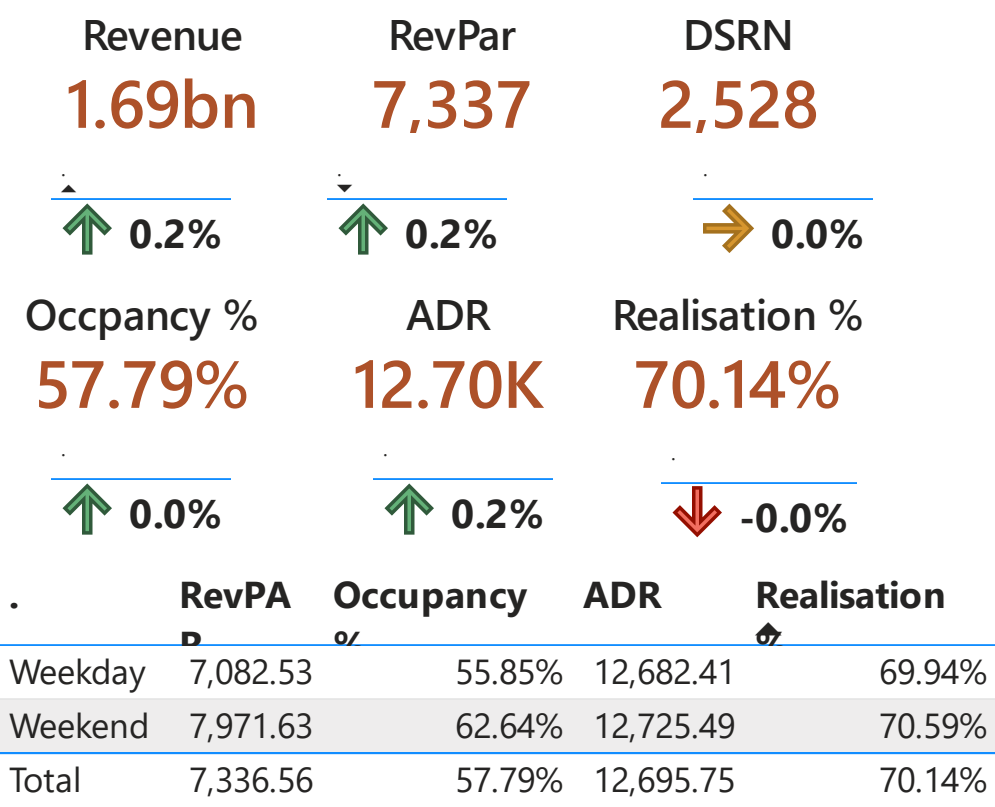 Revenue RevPar DSRN
1.69bn 7,337 2,528
. . .
0.2% 0.2% 0.0%
Occpancy % ADR Realisation %
57.79% 12.70K 70.14%
. . .
0.0% 0.2% -0.0%
. RevPA Occupancy ADR Realisation
R % %
Weekday 7,082.53 55.85% 12,682.41 69.94%
Weekend 7,971.63 62.64% 12,725.49 70.59%
Total 7,336.56 57.79% 12,695.75 70.14%